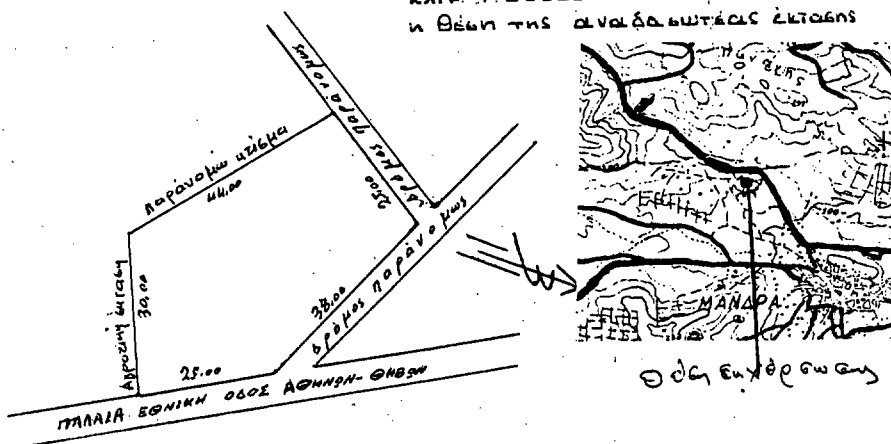 η θέση της αναδασωτέας έκτασης
δρόμος παράνομος
παράνομο κτίσμα
44.00
25.00
Αγροτική έκταση
30.00
38.00
δρόμος παράνομος
25.00
ΠΑΛΑΙΑ ΕΘΝΙΚΗ ΟΔΟΣ ΑΘΗΝΩΝ-ΘΗΒΩΝ
ΜΑΝΔΡΑ
θέση εκχέρσωσης